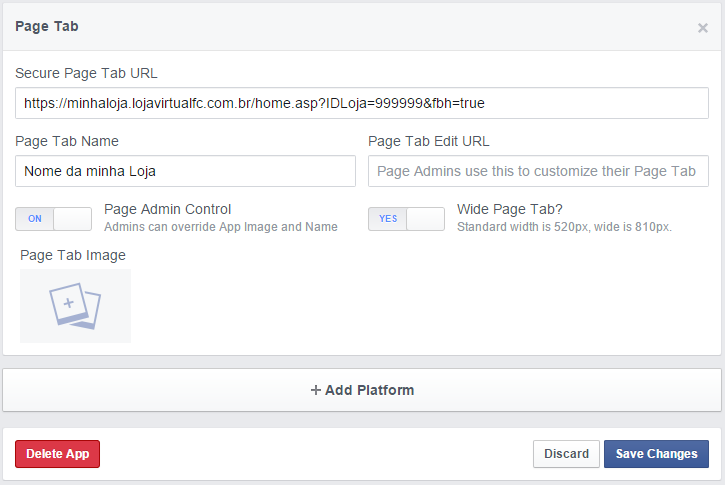 Page Tab
×
Secure Page Tab URL
https://minhaloja.lojavirtualfc.com.br/home.asp?IDLoja=999999&fbh=true
Page Tab Name
Page Tab Edit URL
Nome da minha Loja
Page Admins use this to customize their Page Tab
ON
Page Admin Control
Admins can override App Image and Name
YES
Wide Page Tab?
Standard width is 520px, wide is 810px.
Page Tab Image
+ Add Platform
Delete App
Discard
Save Changes